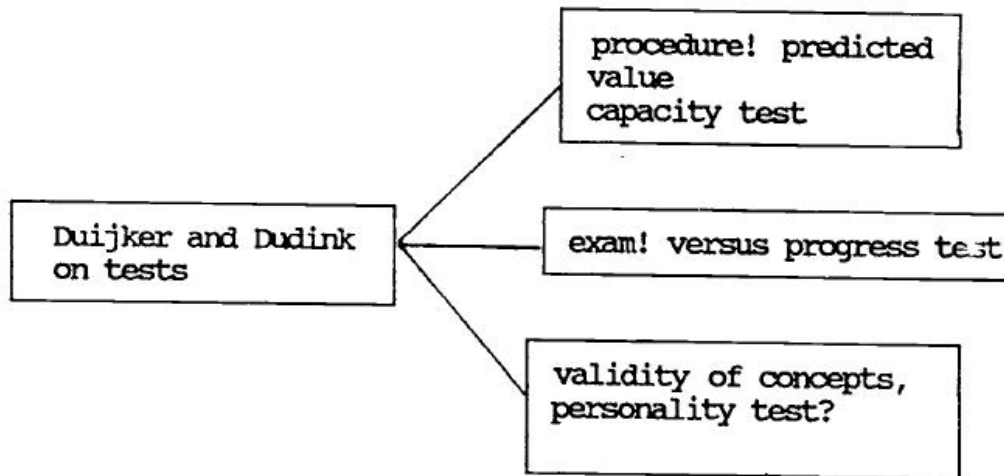 procedure! predicted
value
capacity test
Duijker and Dudink
on tests
exam! versus progress test
validity of concepts,
personality test?